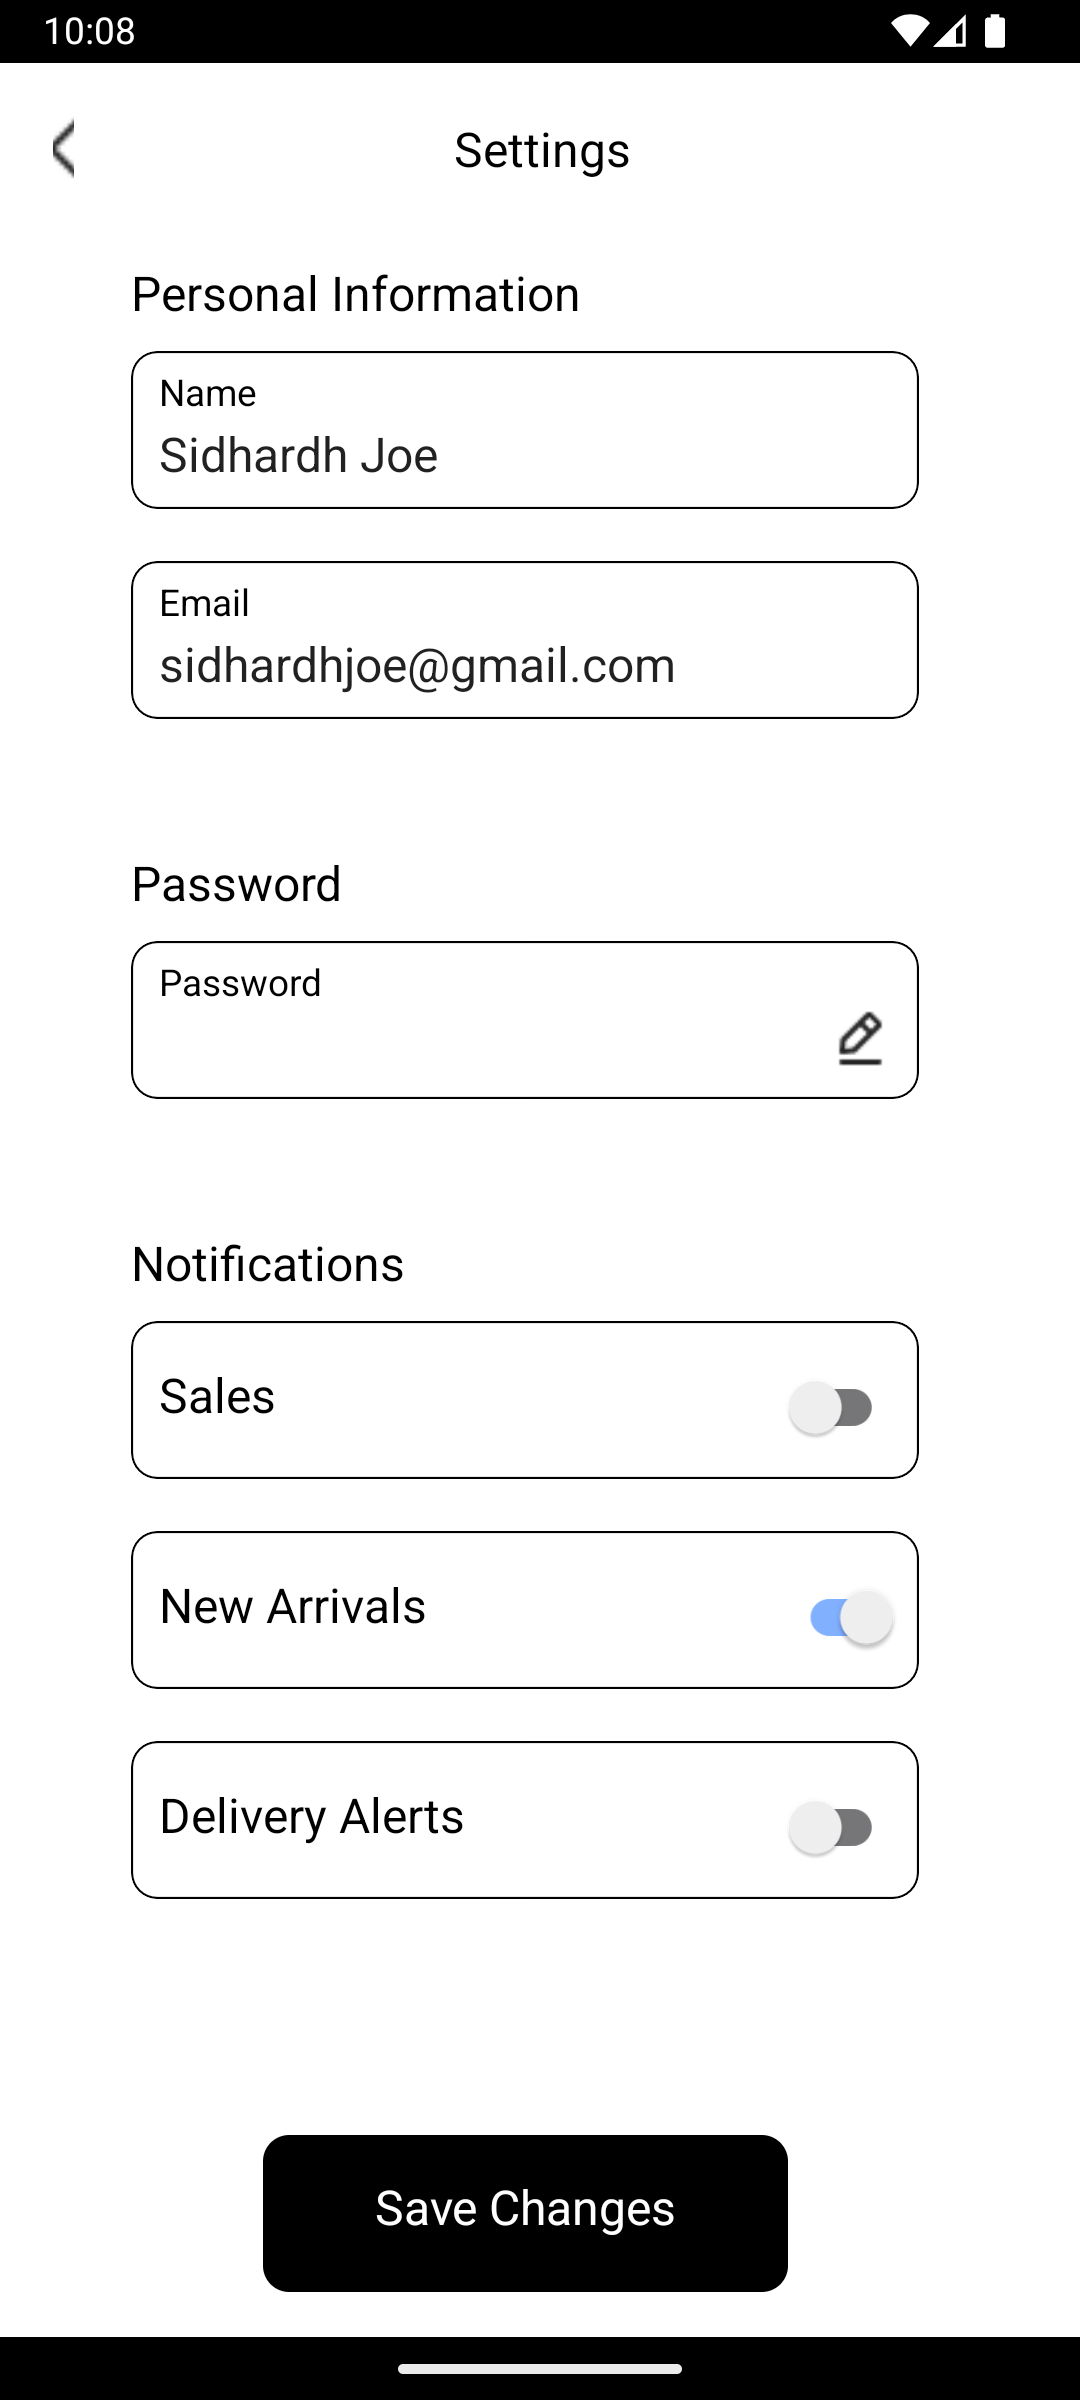 10:08
Settings
Personal Information
Name
Sidhardh Joe
Email
sidhardhjoe@gmail.com
Password
Password
Notifications
Sales
New Arrivals
Delivery Alerts
Save Changes